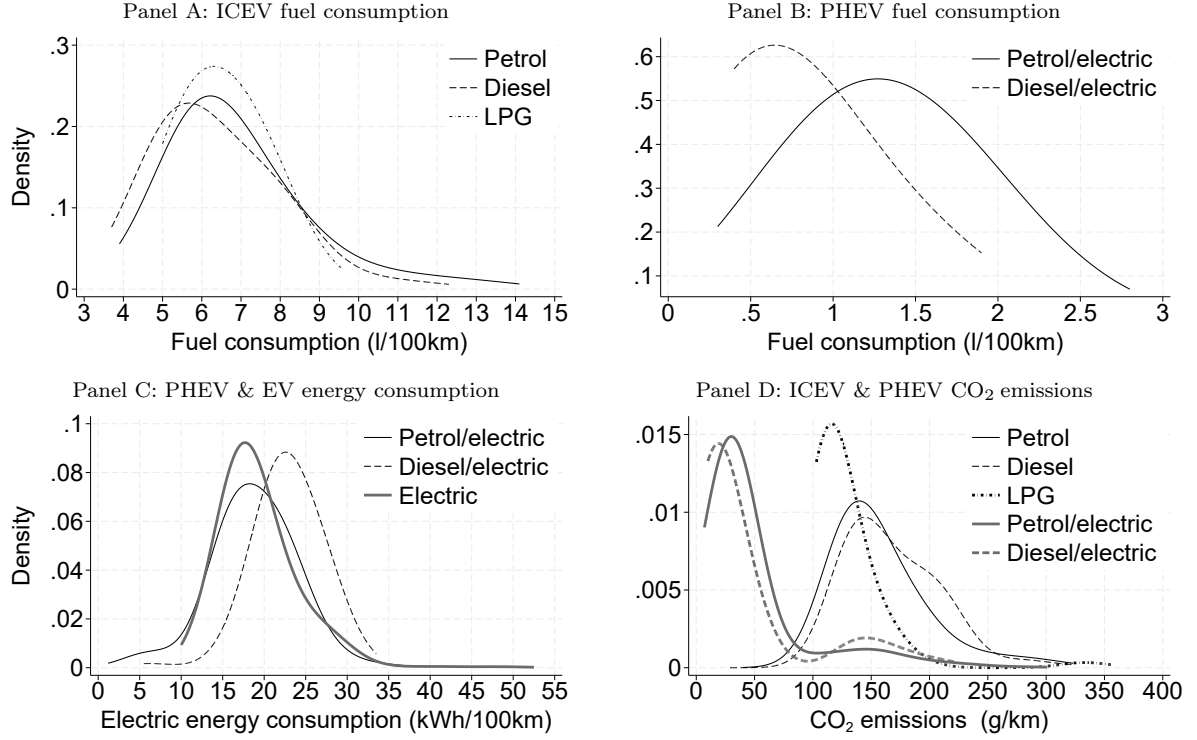 Panel A: ICEV fuel consumption
.3
.2
.1
0
Density
Petrol
Diesel
LPG
3 4 5 6 7 8 9 10 11 12 13 14 15
Fuel consumption (l/100km)
Panel B: PHEV fuel consumption
.6
.5
.4
.3
.2
.1
Petrol/electric
Diesel/electric
0 .5 1 1.5 2 2.5 3
Fuel consumption (l/100km)
Panel C: PHEV & EV energy consumption
.1
.08
.06
.04
.02
0
Density
Petrol/electric
Diesel/electric
Electric
0 5 10 15 20 25 30 35 40 45 50 55
Electric energy consumption (kWh/100km)
Panel D: ICEV & PHEV CO₂ emissions
.015
.01
.005
0
Petrol
Diesel
LPG
Petrol/electric
Diesel/electric
0 50 100 150 200 250 300 350 400
CO₂ emissions (g/km)